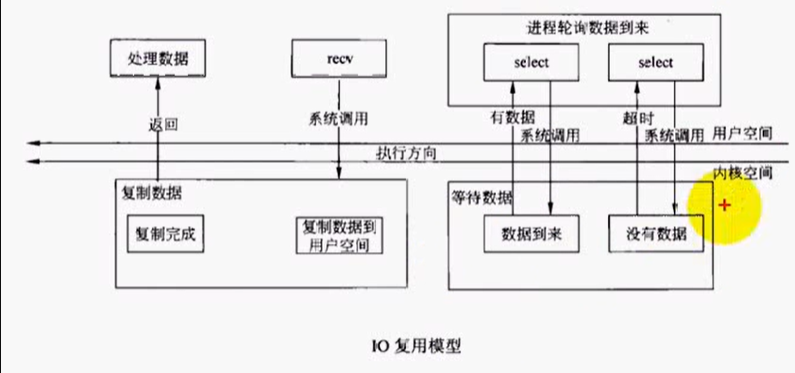 进程轮询数据到来
处理数据
recv
select
select
返回
系统调用
有数据
系统调用
超时
系统调用
用户空间
执行方向
内核空间
复制数据
等待数据
复制完成
复制数据到
用户空间
数据到来
没有数据
IO 复用模型